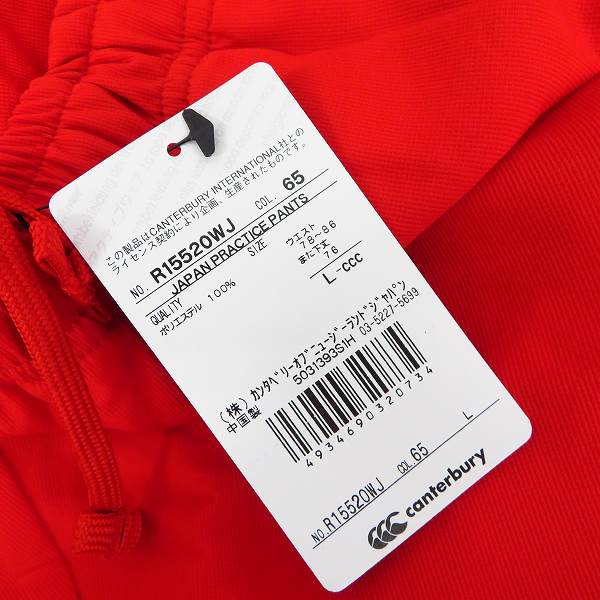 この製品はCANTERBURY INTERNATIONAL社との
ライセンス契約により企画、生産されたものです。
NO. R15520WJ COL. 65
JAPAN PRACTICE PANTS
QUALITY SIZE
ポリエステル 100% ウエスト
78~86
また下丈
76
L-CCC
(株)カンタベリーオブニュージーランドジャパン
中国製 5031393S1H 03-5227-5699
4934690320734
NO. R15520WJ COL. 65 L
canterbury